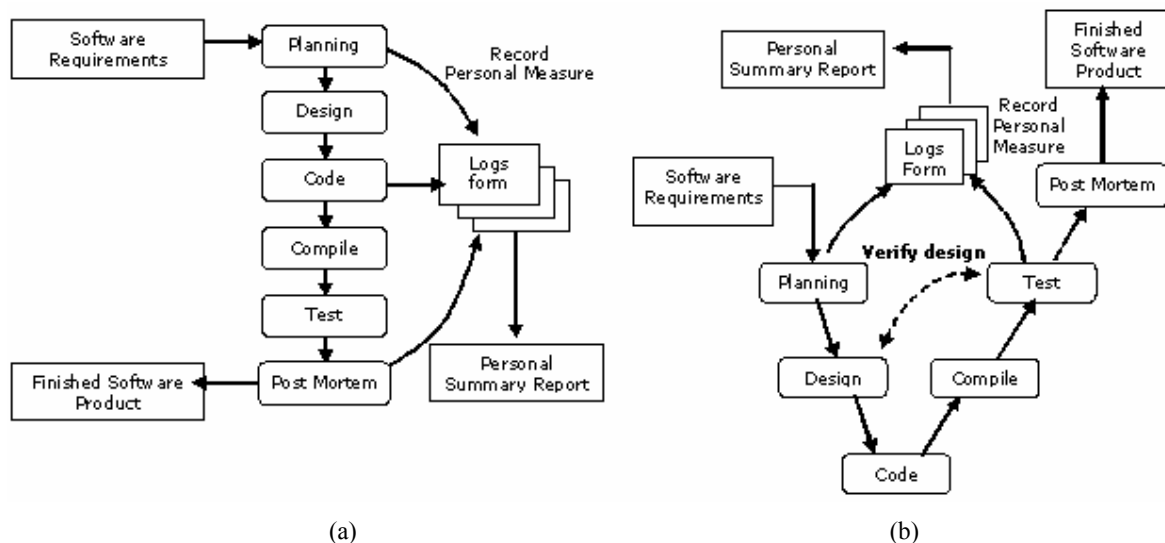 Software
Requirements
Planning
Record
Personal Measure
Design
Code
Logs
form
Compile
Test
Post Mortem
Finished Software
Product
Personal
Summary Report
(a)
Personal
Summary Report
Finished
Software
Product
Record
Personal
Measure
Logs
Form
Software
Requirements
Post Mortem
Verify design
Planning
Test
Design
Compile
Code
(b)